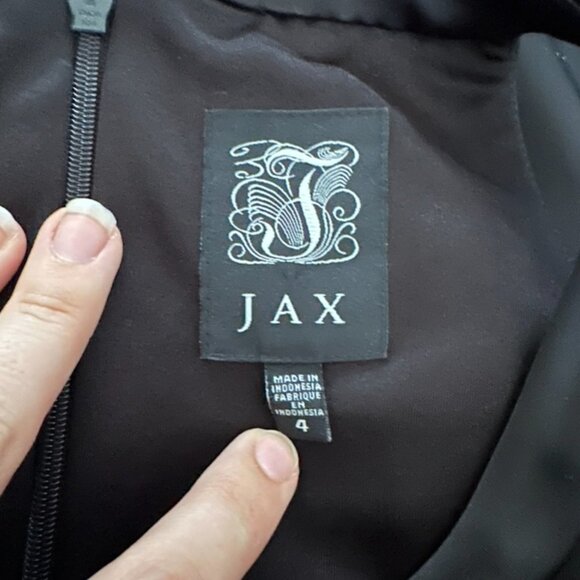 J
JAX
MADE IN
INDONESIA
FABRIQUE
EN
INDONESIA
4